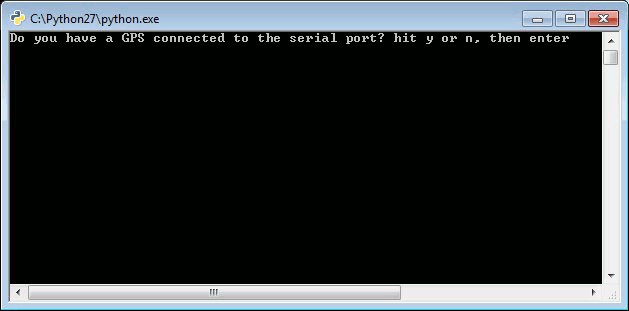 C:\Python27\python.exe
Do you have a GPS connected to the serial port? hit y or n, then enter